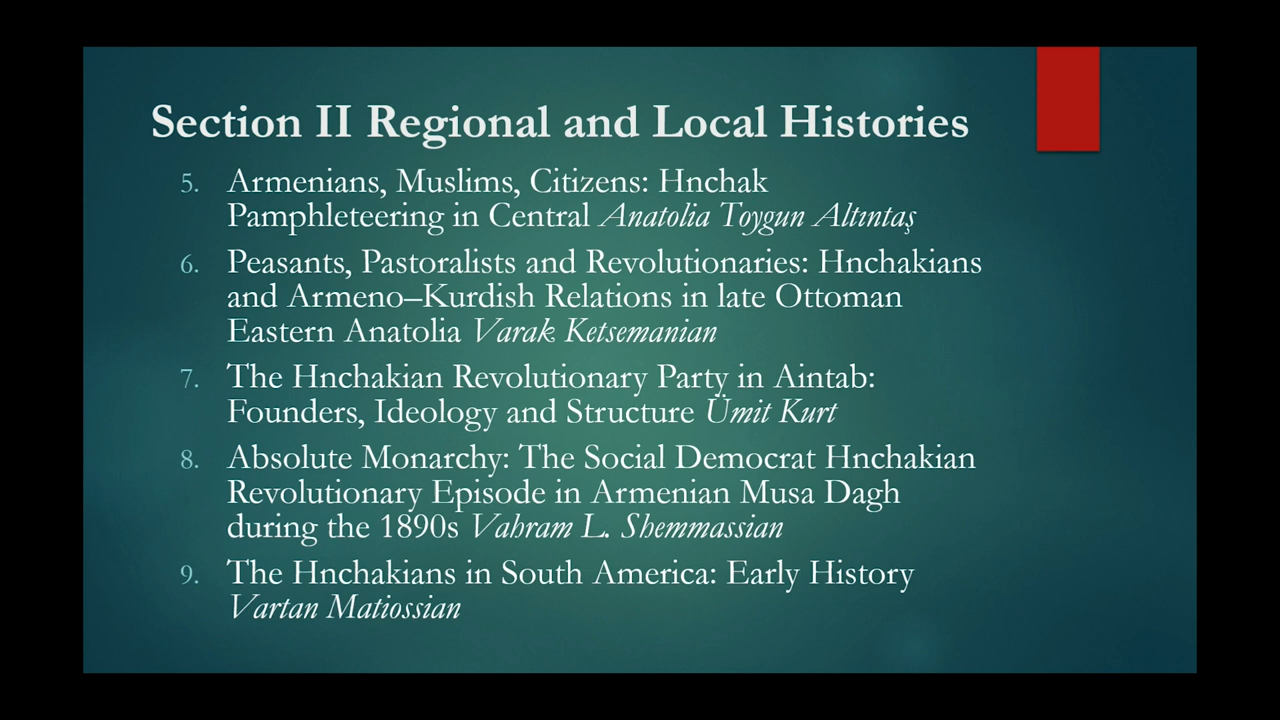 Section II Regional and Local Histories
5. Armenians, Muslims, Citizens: Hnchak
Pamphleteering in Central Anatolia Toygun Altıntaş
6. Peasants, Pastoralists and Revolutionaries: Hnchakians
and Armeno–Kurdish Relations in late Ottoman
Eastern Anatolia Varak Ketsemanian
7. The Hnchakian Revolutionary Party in Aintab:
Founders, Ideology and Structure Ümit Kurt
8. Absolute Monarchy: The Social Democrat Hnchakian
Revolutionary Episode in Armenian Musa Dagh
during the 1890s Vahram L. Shemmassian
9. The Hnchakians in South America: Early History
Vartan Matiossian